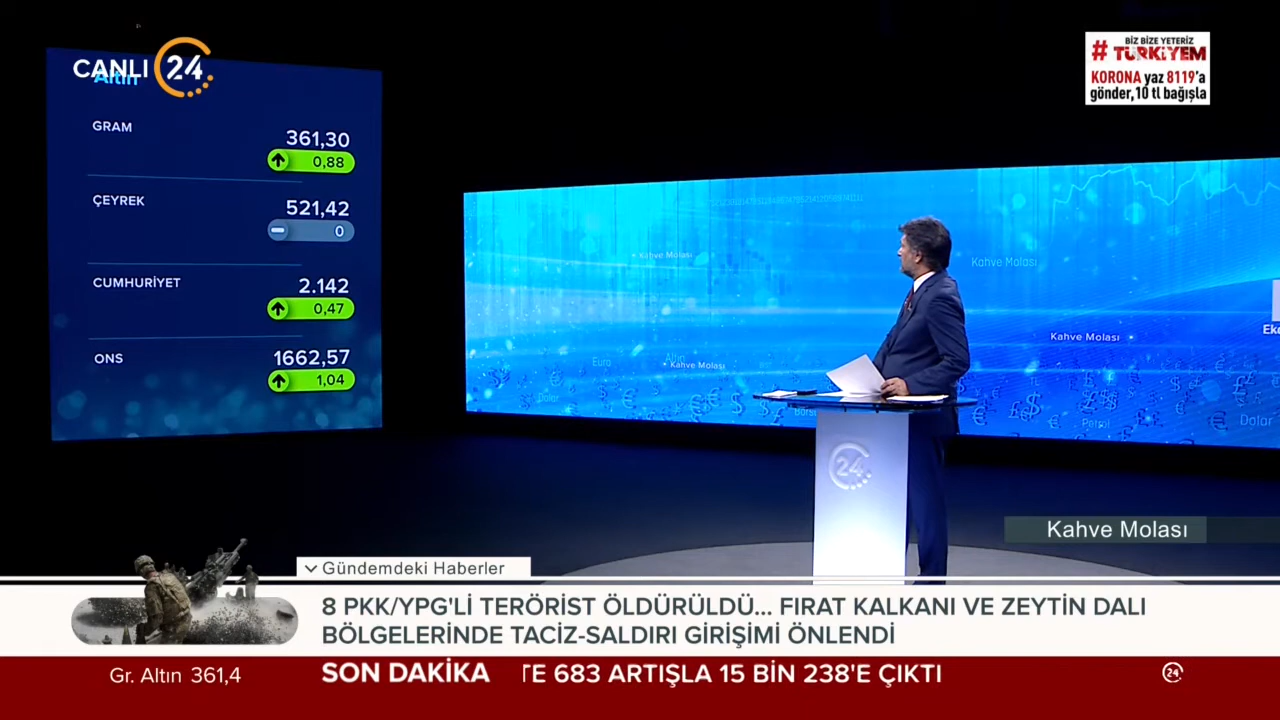 CANLI 24
Altın
GRAM
361,30
0,88
ÇEYREK
521,42
0
CUMHURİYET
2.142
0,47
ONS
1662,57
1,04
BİZ BİZE YETERİZ
# TÜRKİYEM
KORONA yaz 8119'a
gönder, 10 tl bağışla
Kahve Molası
Kahve Molası
Kahve Molası
Kahve Molası
Euro
Altın
Dolar
Borsa
Petrol
Dolar
24
Kahve Molası
Gündemdeki Haberler
8 PKK/YPG'Lİ TERÖRİST ÖLDÜRÜLDÜ... FIRAT KALKANI VE ZEYTİN DALI
BÖLGELERİNDE TACİZ-SALDIRI GİRİŞİMİ ÖNLENDİ
Gr. Altın 361,4
SON DAKİKA
TE 683 ARTIŞLA 15 BİN 238'E ÇIKTI
24